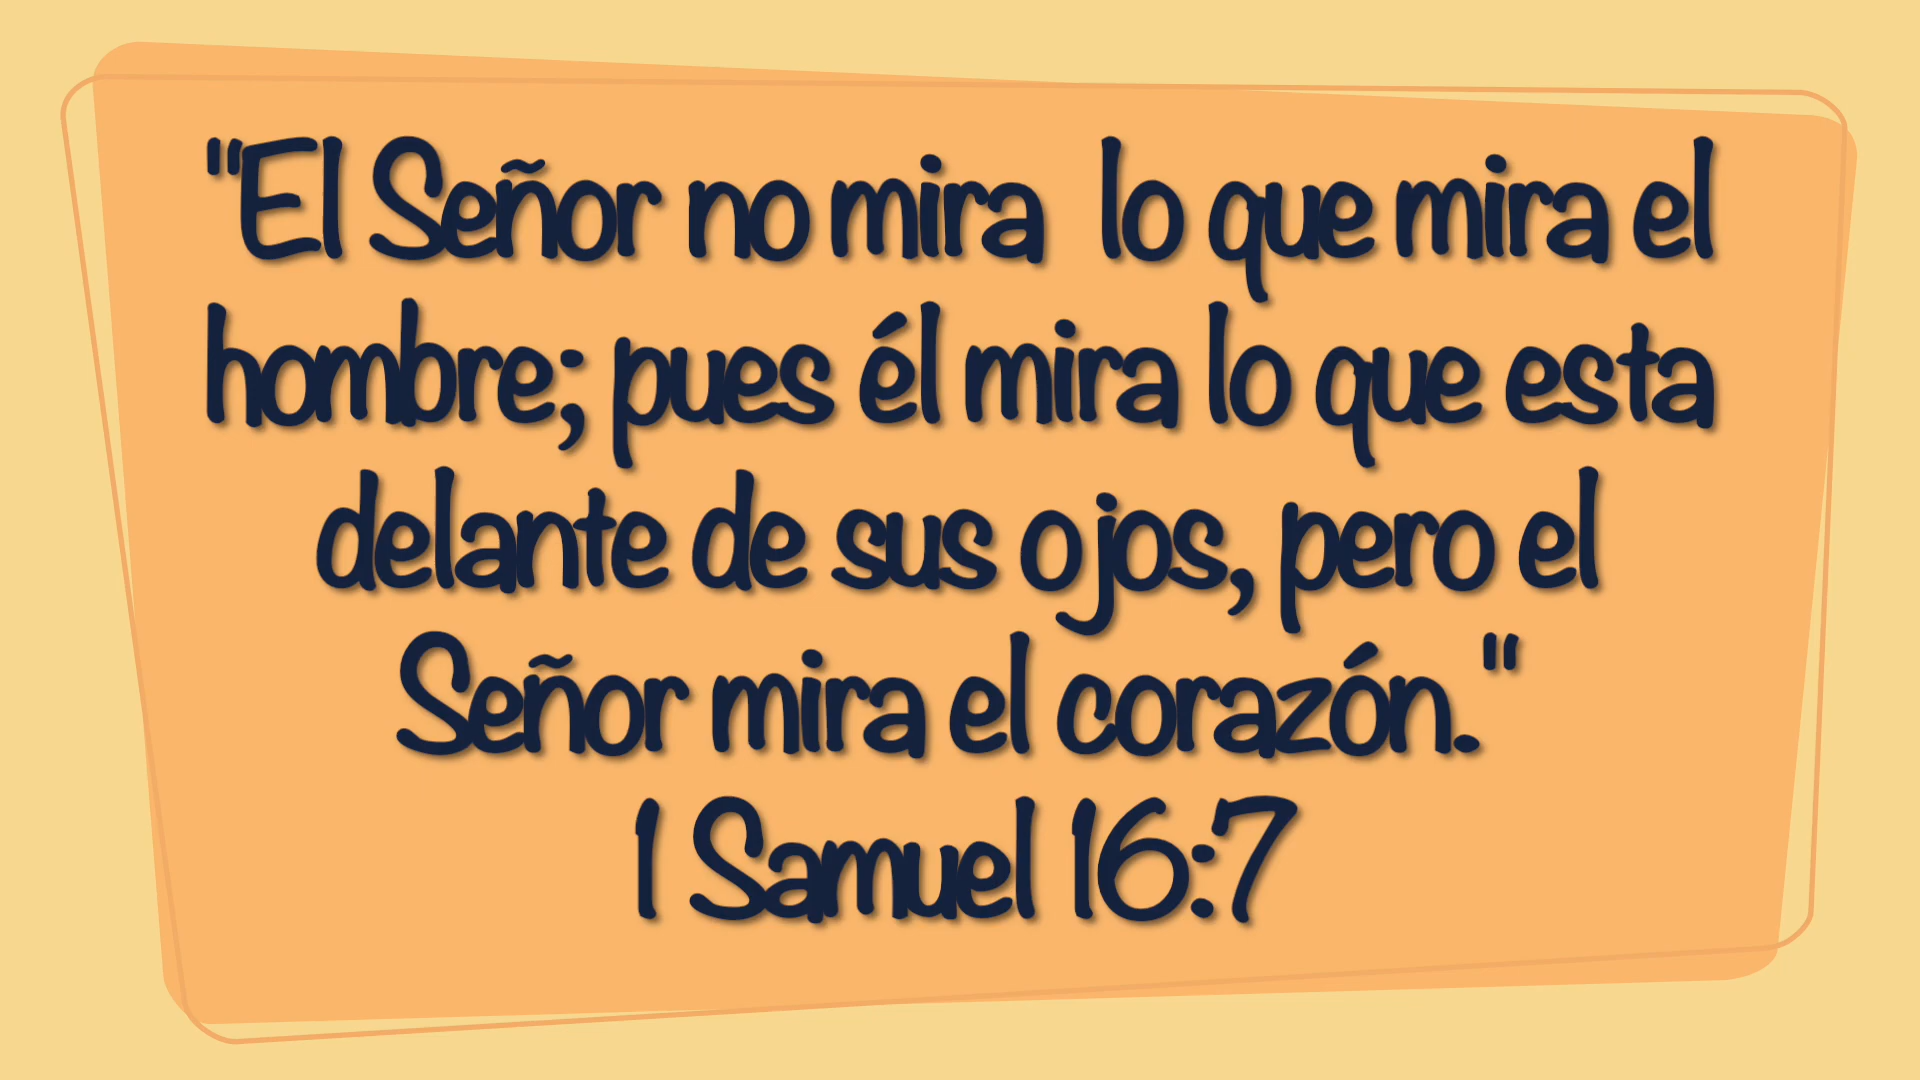 "El Señor no mira  lo que mira el
hombre; pues él mira lo que esta
delante de sus ojos, pero el
Señor mira el corazón."
1 Samuel 16:7